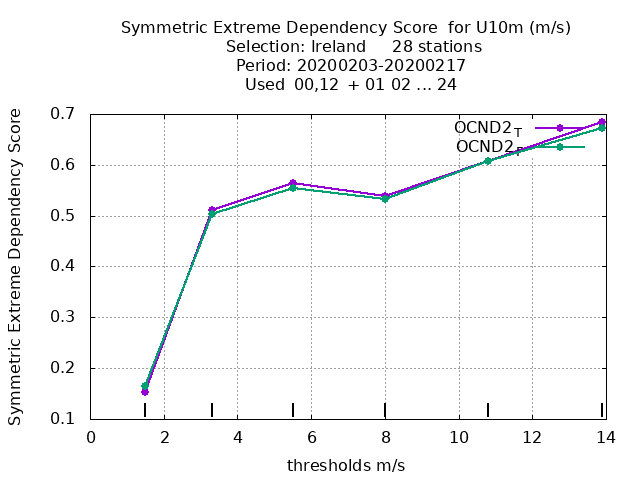 Symmetric Extreme Dependency Score for U10m (m/s)
Selection: Ireland 28 stations
Period: 20200203-20200217
Used 00,12 + 01 02 ... 24
Symmetric Extreme Dependency Score
0.7
0.6
0.5
0.4
0.3
0.2
0.1
OCND2T
OCND2F
0 2 4 6 8 10 12 14
thresholds m/s